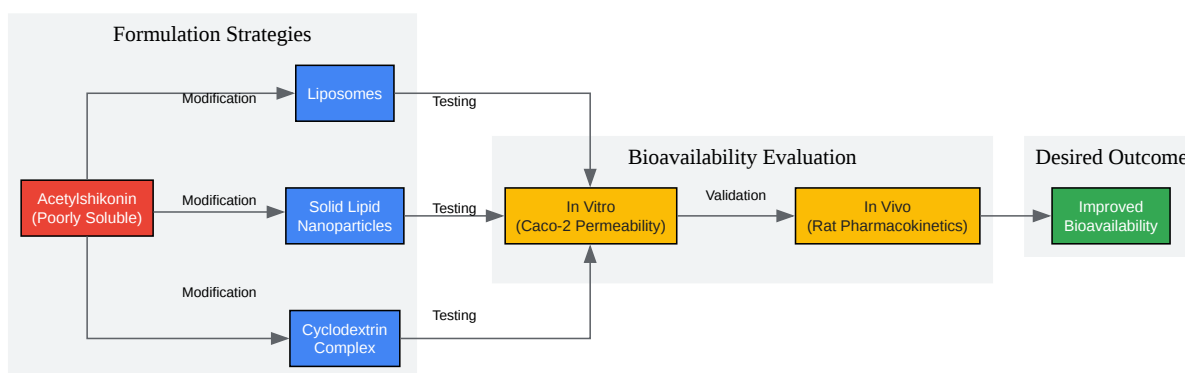 Formulation Strategies
Modification
Liposomes
Testing
Bioavailability Evaluation
Desired Outcome
Acetylshikonin
(Poorly Soluble)
Modification
Solid Lipid
Nanoparticles
Testing
In Vitro
(Caco-2 Permeability)
Validation
In Vivo
(Rat Pharmacokinetics)
Improved
Bioavailability
Modification
Cyclodextrin
Complex
Testing